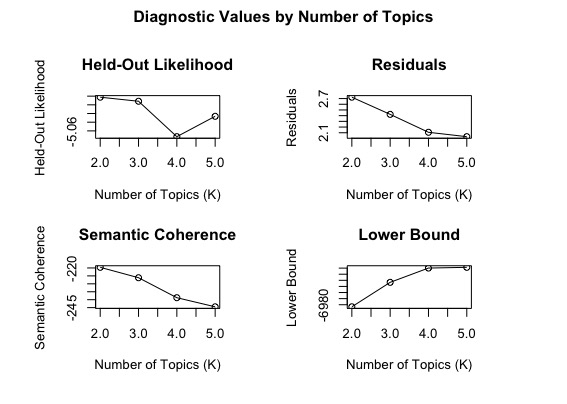 Diagnostic Values by Number of Topics
Held-Out Likelihood
Held-Out Likelihood
-5.06
2.0 3.0 4.0 5.0
Number of Topics (K)
Residuals
Residuals
2.7
2.1
2.0 3.0 4.0 5.0
Number of Topics (K)
Semantic Coherence
Semantic Coherence
-220
-245
2.0 3.0 4.0 5.0
Number of Topics (K)
Lower Bound
Lower Bound
-6980
2.0 3.0 4.0 5.0
Number of Topics (K)